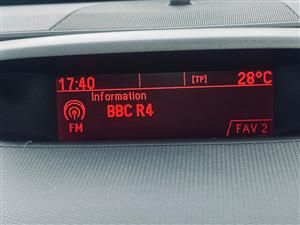 17:40 [TP] 28°C
Information
BBC R4
FM
FAV 2